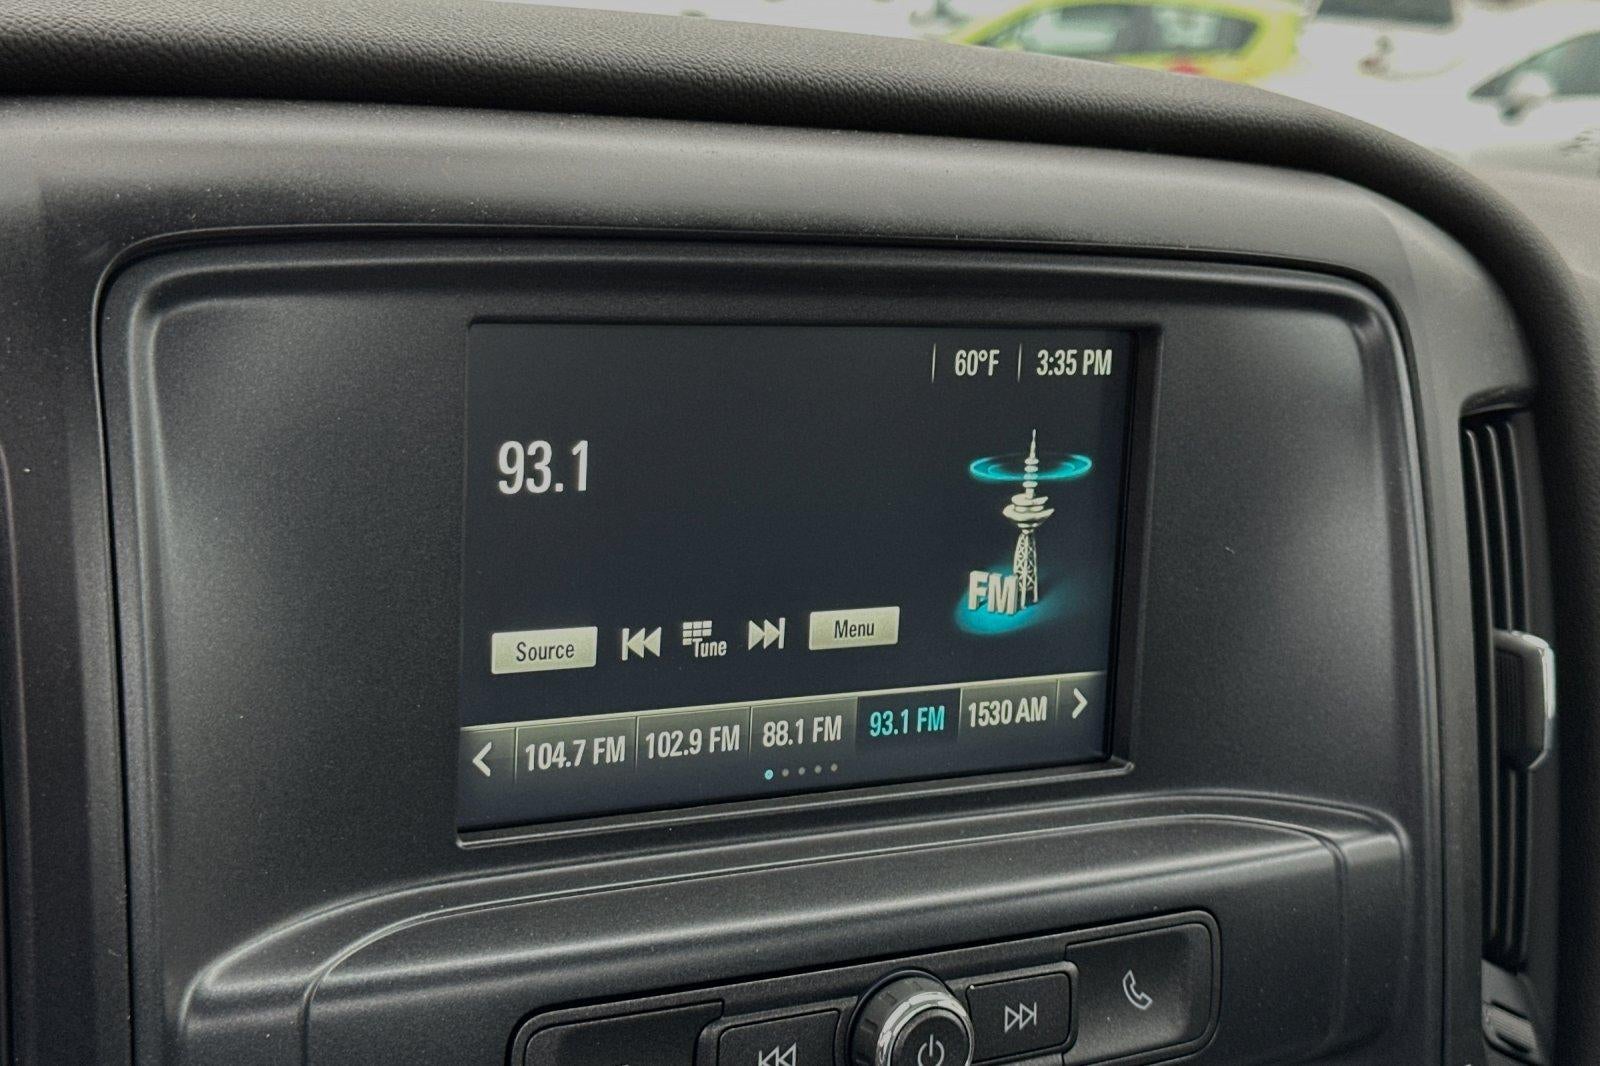 60°F 3:35 PM
93.1
FM
Source Tune Menu
104.7 FM 102.9 FM 88.1 FM 93.1 FM 1530 AM